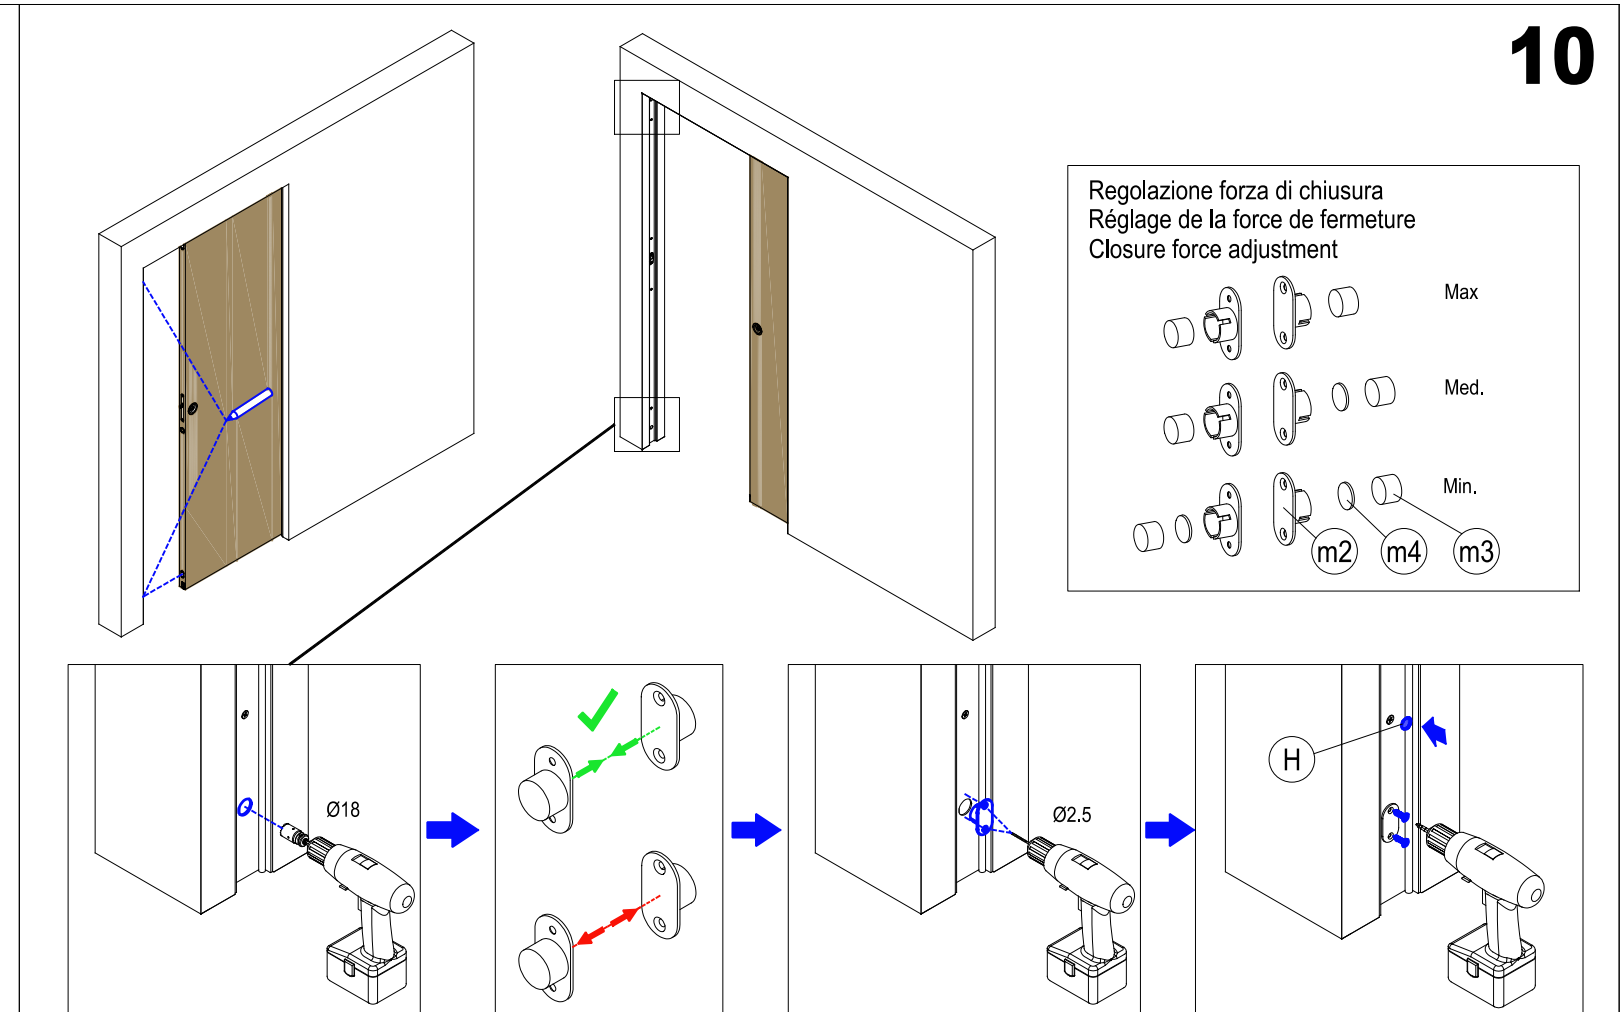 10
Regolazione forza di chiusura
Réglage de la force de fermeture
Closure force adjustment
Max
Med.
Min.
m2
m4
m3
Ø18
Ø2.5
H